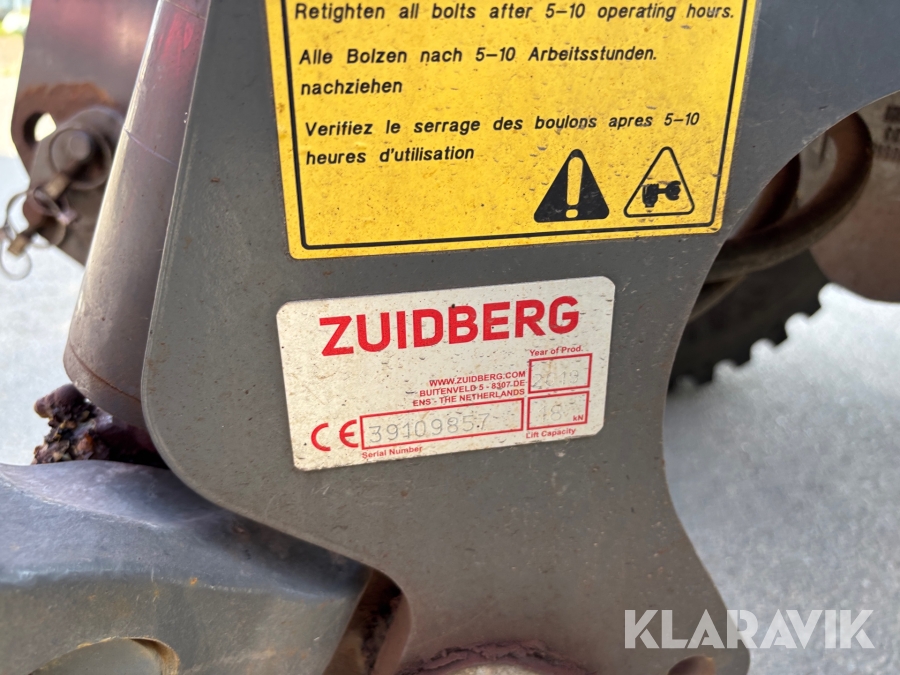 Retighten all bolts after 5-10 operating hours.
Alle Bolzen nach 5-10 Arbeitsstunden.
nachziehen
Verifiez le serrage des boulons apres 5-10
heures d'utilisation
ZUIDBERG
Year of Prod.
WWW.ZUIDBERG.COM
BUITENVELD 5 - 8307.DE
ENS - THE NETHERLANDS
2019
CE 39109857
18 kN
Serial Number
Lift Capacity
KLARAVIK